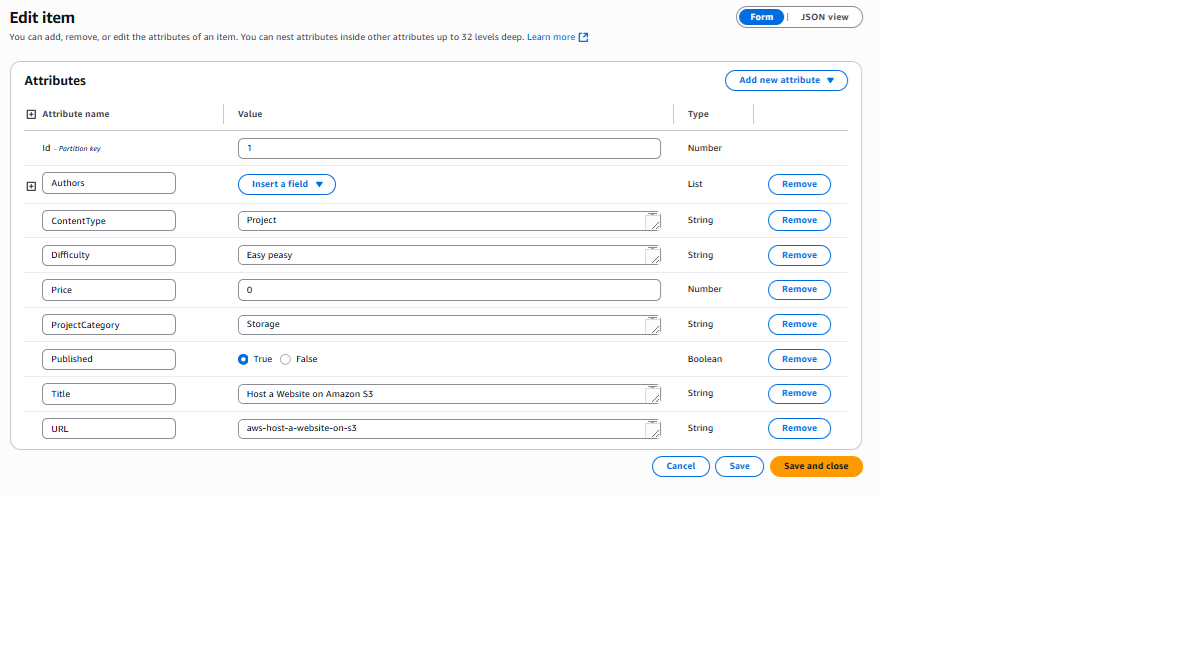 Edit item
Form | JSON view
You can add, remove, or edit the attributes of an item. You can nest attributes inside other attributes up to 32 levels deep. Learn more
Attributes
Add new attribute
Attribute name Value Type
Id - Partition key 1 Number
Authors Insert a field List Remove
ContentType Project String Remove
Difficulty Easy peasy String Remove
Price 0 Number Remove
ProjectCategory Storage String Remove
Published True False Boolean Remove
Title Host a Website on Amazon S3 String Remove
URL aws-host-a-website-on-s3 String Remove
Cancel Save Save and close